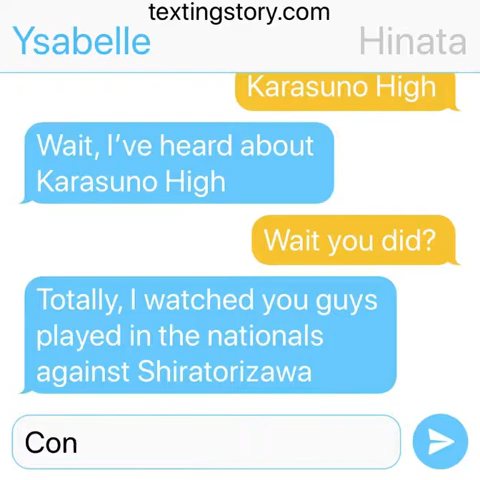 textingstory.com
Ysabelle
Hinata
Karasuno High
Wait, I’ve heard about
Karasuno High
Wait you did?
Totally, I watched you guys
played in the nationals
against Shiratorizawa
Con